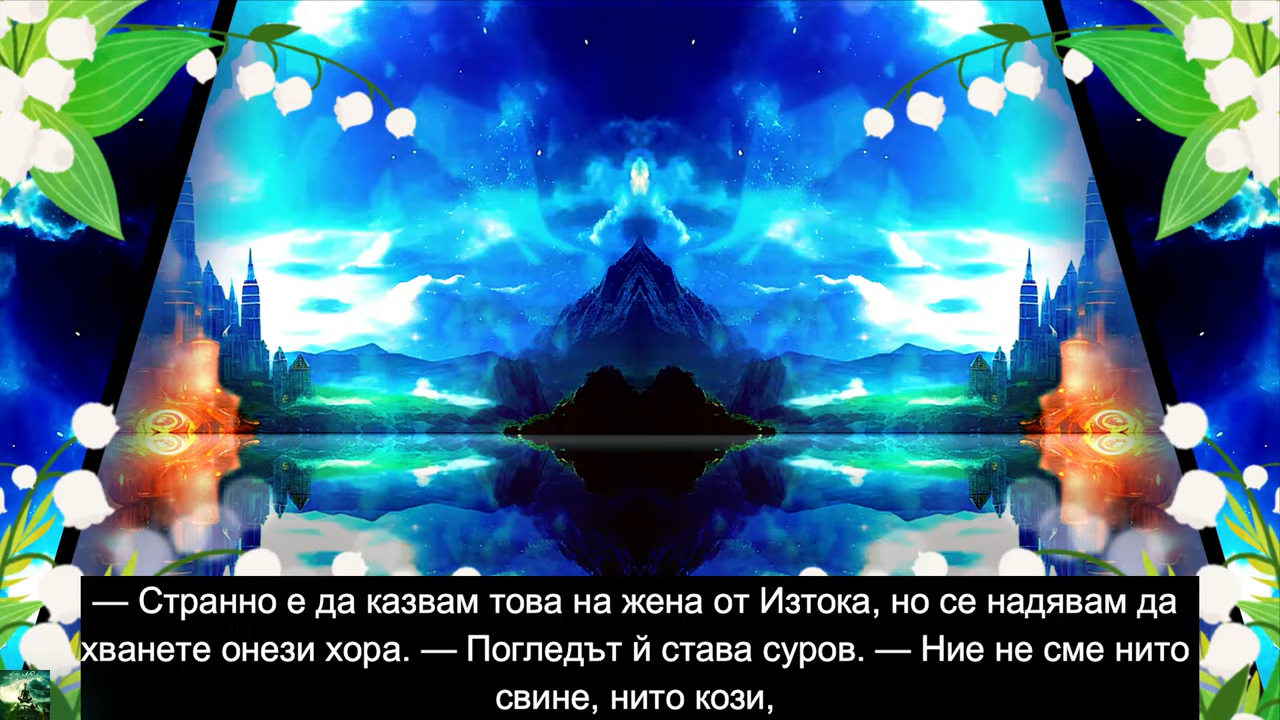 — Странно е да казвам това на жена от Изтока, но се надявам да
хванете онези хора. — Погледът й става суров. — Ние не сме нито
свине, нито кози,